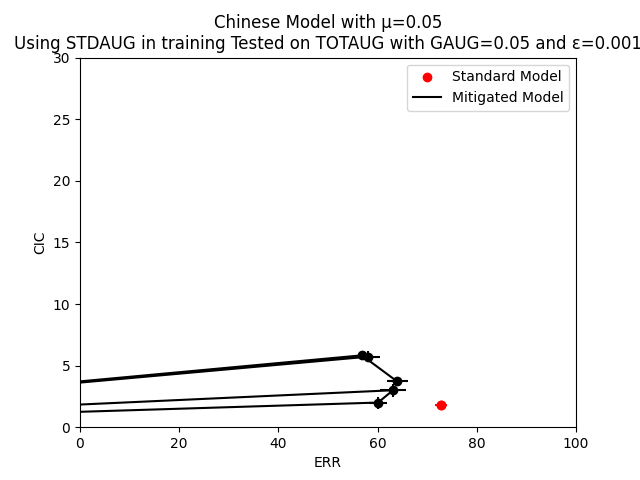 Chinese Model with μ=0.05
Using STDAUG in training Tested on TOTAUG with GAUG=0.05 and ε=0.001
Standard Model
Mitigated Model
30
25
20
15
10
5
0
CIC
0 20 40 60 80 100
ERR